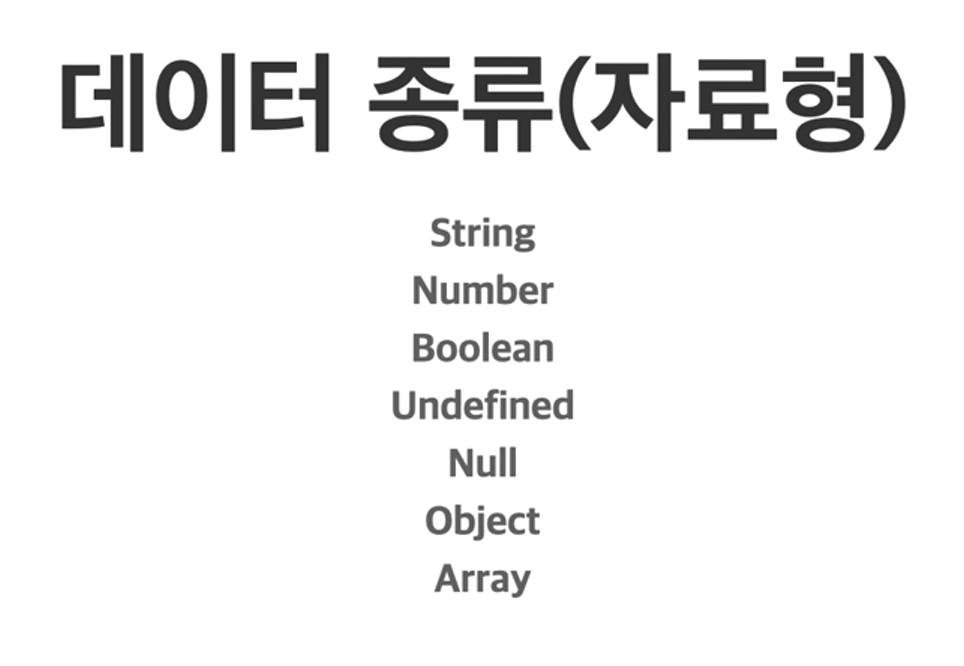 데이터 종류(자료형)
String
Number
Boolean
Undefined
Null
Object
Array